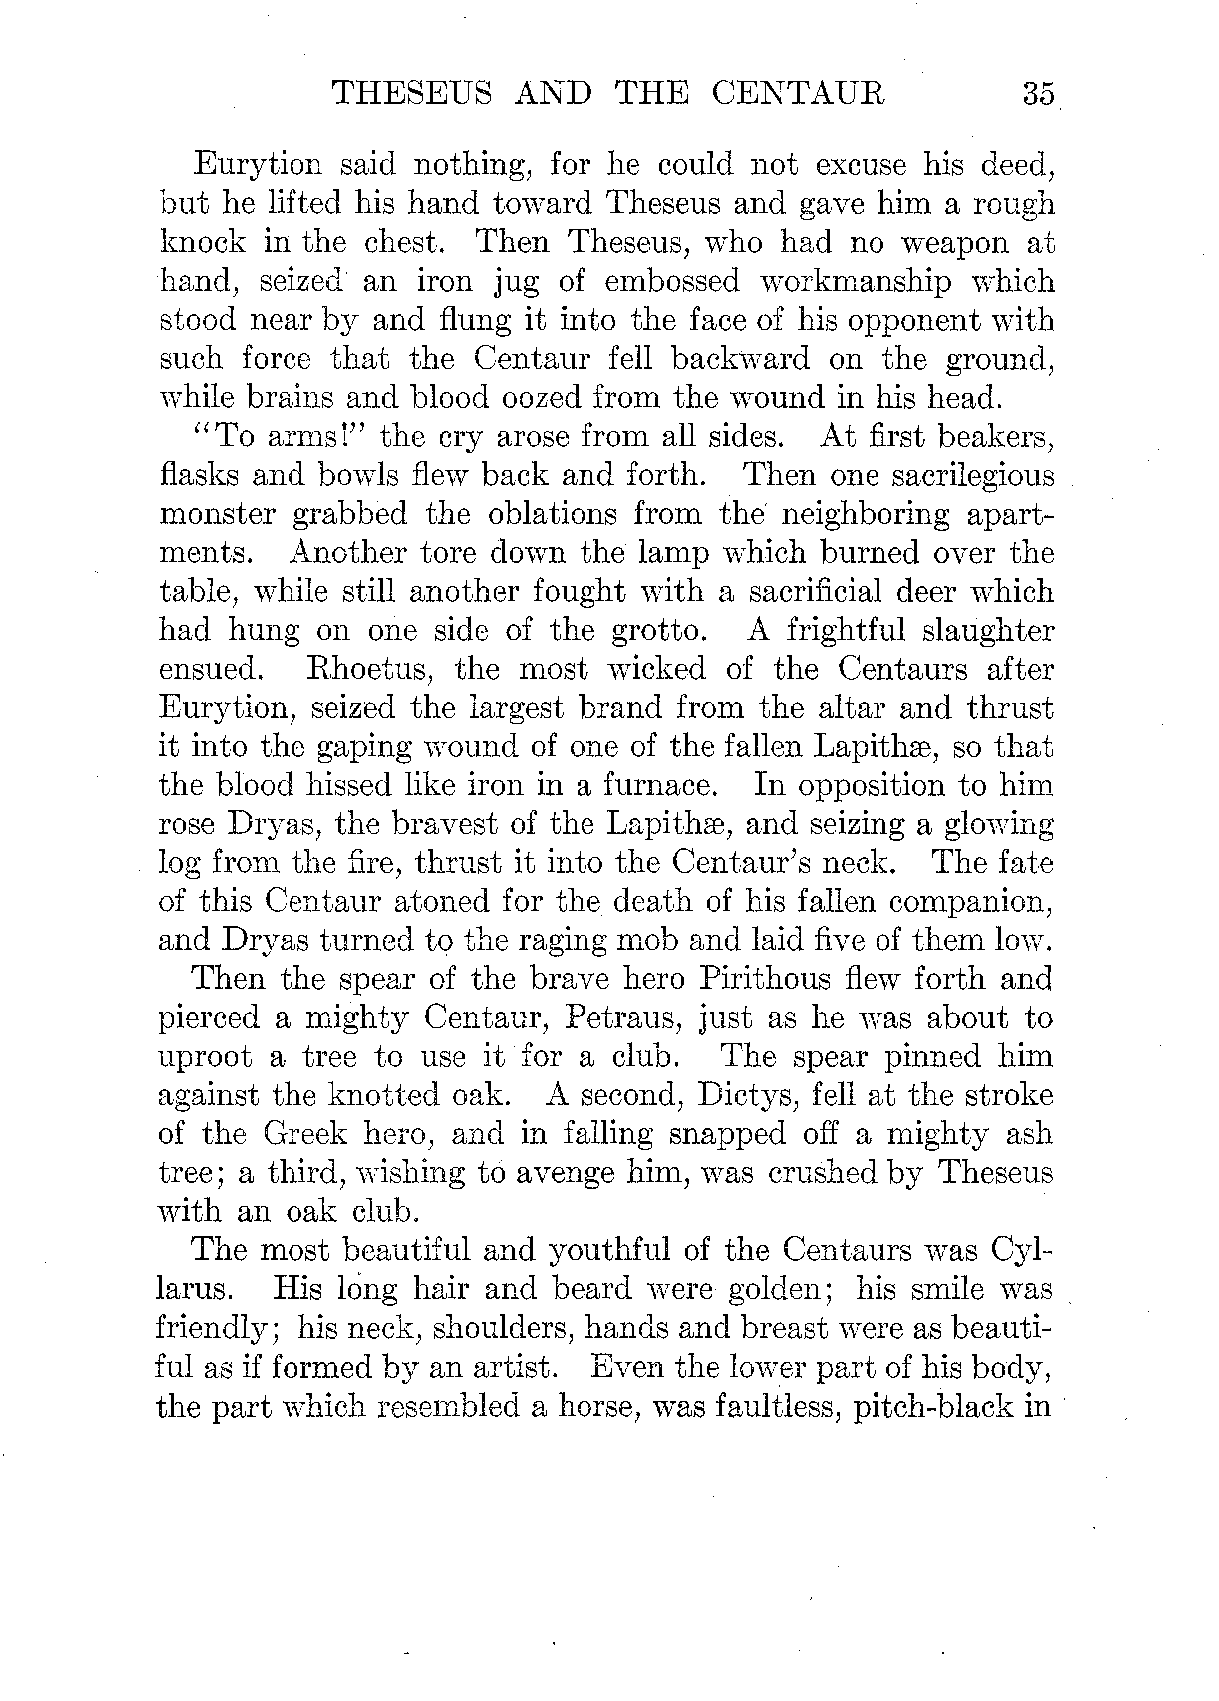 THESEUS AND THE CENTAUR 35
Eurytion said nothing, for he could not excuse his deed,
but he lifted his hand toward Theseus and gave him a rough
knock in the chest. Then Theseus, who had no weapon at
hand, seized an iron jug of embossed workmanship which
stood near by and flung it into the face of his opponent with
such force that the Centaur fell backward on the ground,
while brains and blood oozed from the wound in his head.
"To arms!" the cry arose from all sides. At first beakers,
flasks and bowls flew back and forth. Then one sacrilegious
monster grabbed the oblations from the neighboring apart-
ments. Another tore down the lamp which burned over the
table, while still another fought with a sacrificial deer which
had hung on one side of the grotto. A frightful slaughter
ensued. Rhoetus, the most wicked of the Centaurs after
Eurytion, seized the largest brand from the altar and thrust
it into the gaping wound of one of the fallen Lapithæ, so that
the blood hissed like iron in a furnace. In opposition to him
rose Dryas, the bravest of the Lapithæ, and seizing a glowing
log from the fire, thrust it into the Centaur's neck. The fate
of this Centaur atoned for the death of his fallen companion,
and Dryas turned to the raging mob and laid five of them low.
Then the spear of the brave hero Pirithous flew forth and
pierced a mighty Centaur, Petraus, just as he was about to
uproot a tree to use it for a club. The spear pinned him
against the knotted oak. A second, Dictys, fell at the stroke
of the Greek hero, and in falling snapped off a mighty ash
tree; a third, wishing to avenge him, was crushed by Theseus
with an oak club.
The most beautiful and youthful of the Centaurs was Cyl-
larus. His long hair and beard were golden; his smile was
friendly; his neck, shoulders, hands and breast were as beauti-
ful as if formed by an artist. Even the lower part of his body,
the part which resembled a horse, was faultless, pitch-black in